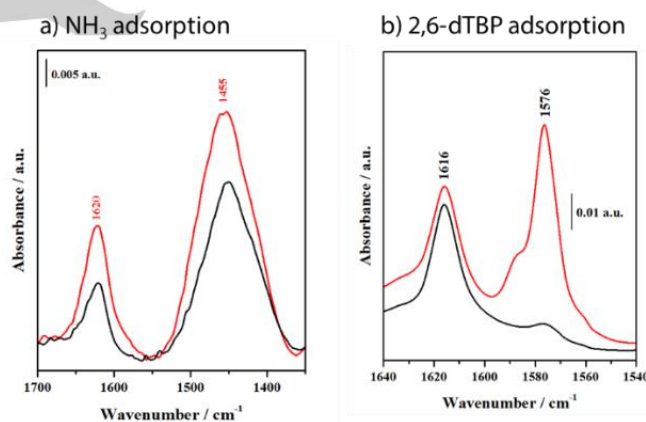 a) NH₃ adsorption
0.005 a.u.
1620
1455
Absorbance / a.u.
1700
1600
1500
1400
Wavenumber / cm⁻¹
b) 2,6-dTBP adsorption
1616
1576
0.01 a.u.
Absorbance / a.u.
1640
1620
1600
1580
1560
1540
Wavenumber / cm⁻¹